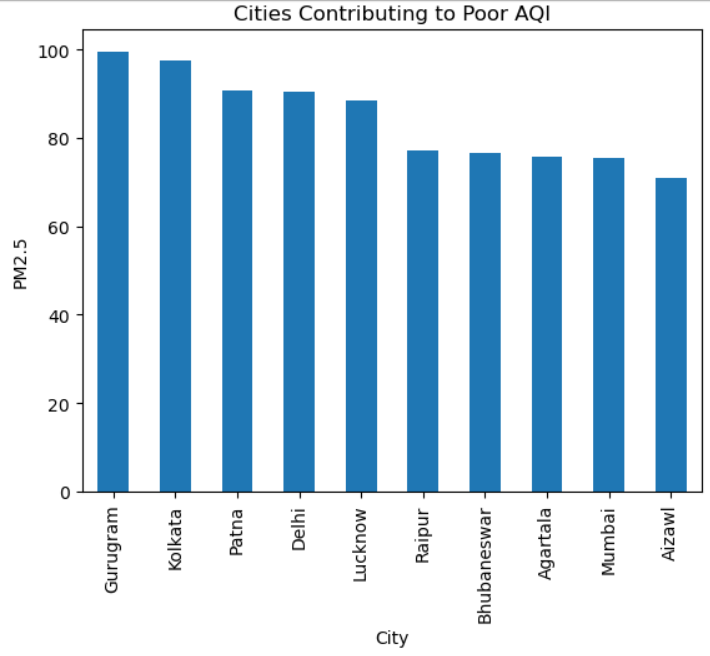 Cities Contributing to Poor AQI
100
80
60
40
20
0
PM2.5
Gurugram
Kolkata
Patna
Delhi
Lucknow
Raipur
Bhubaneswar
Agartala
Mumbai
Aizawl
City